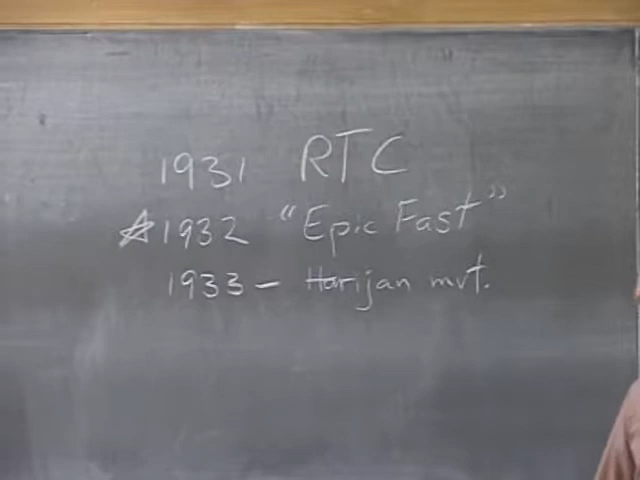 1931 RTC
☆1932 "Epic Fast"
1933 – Harijan mvt.